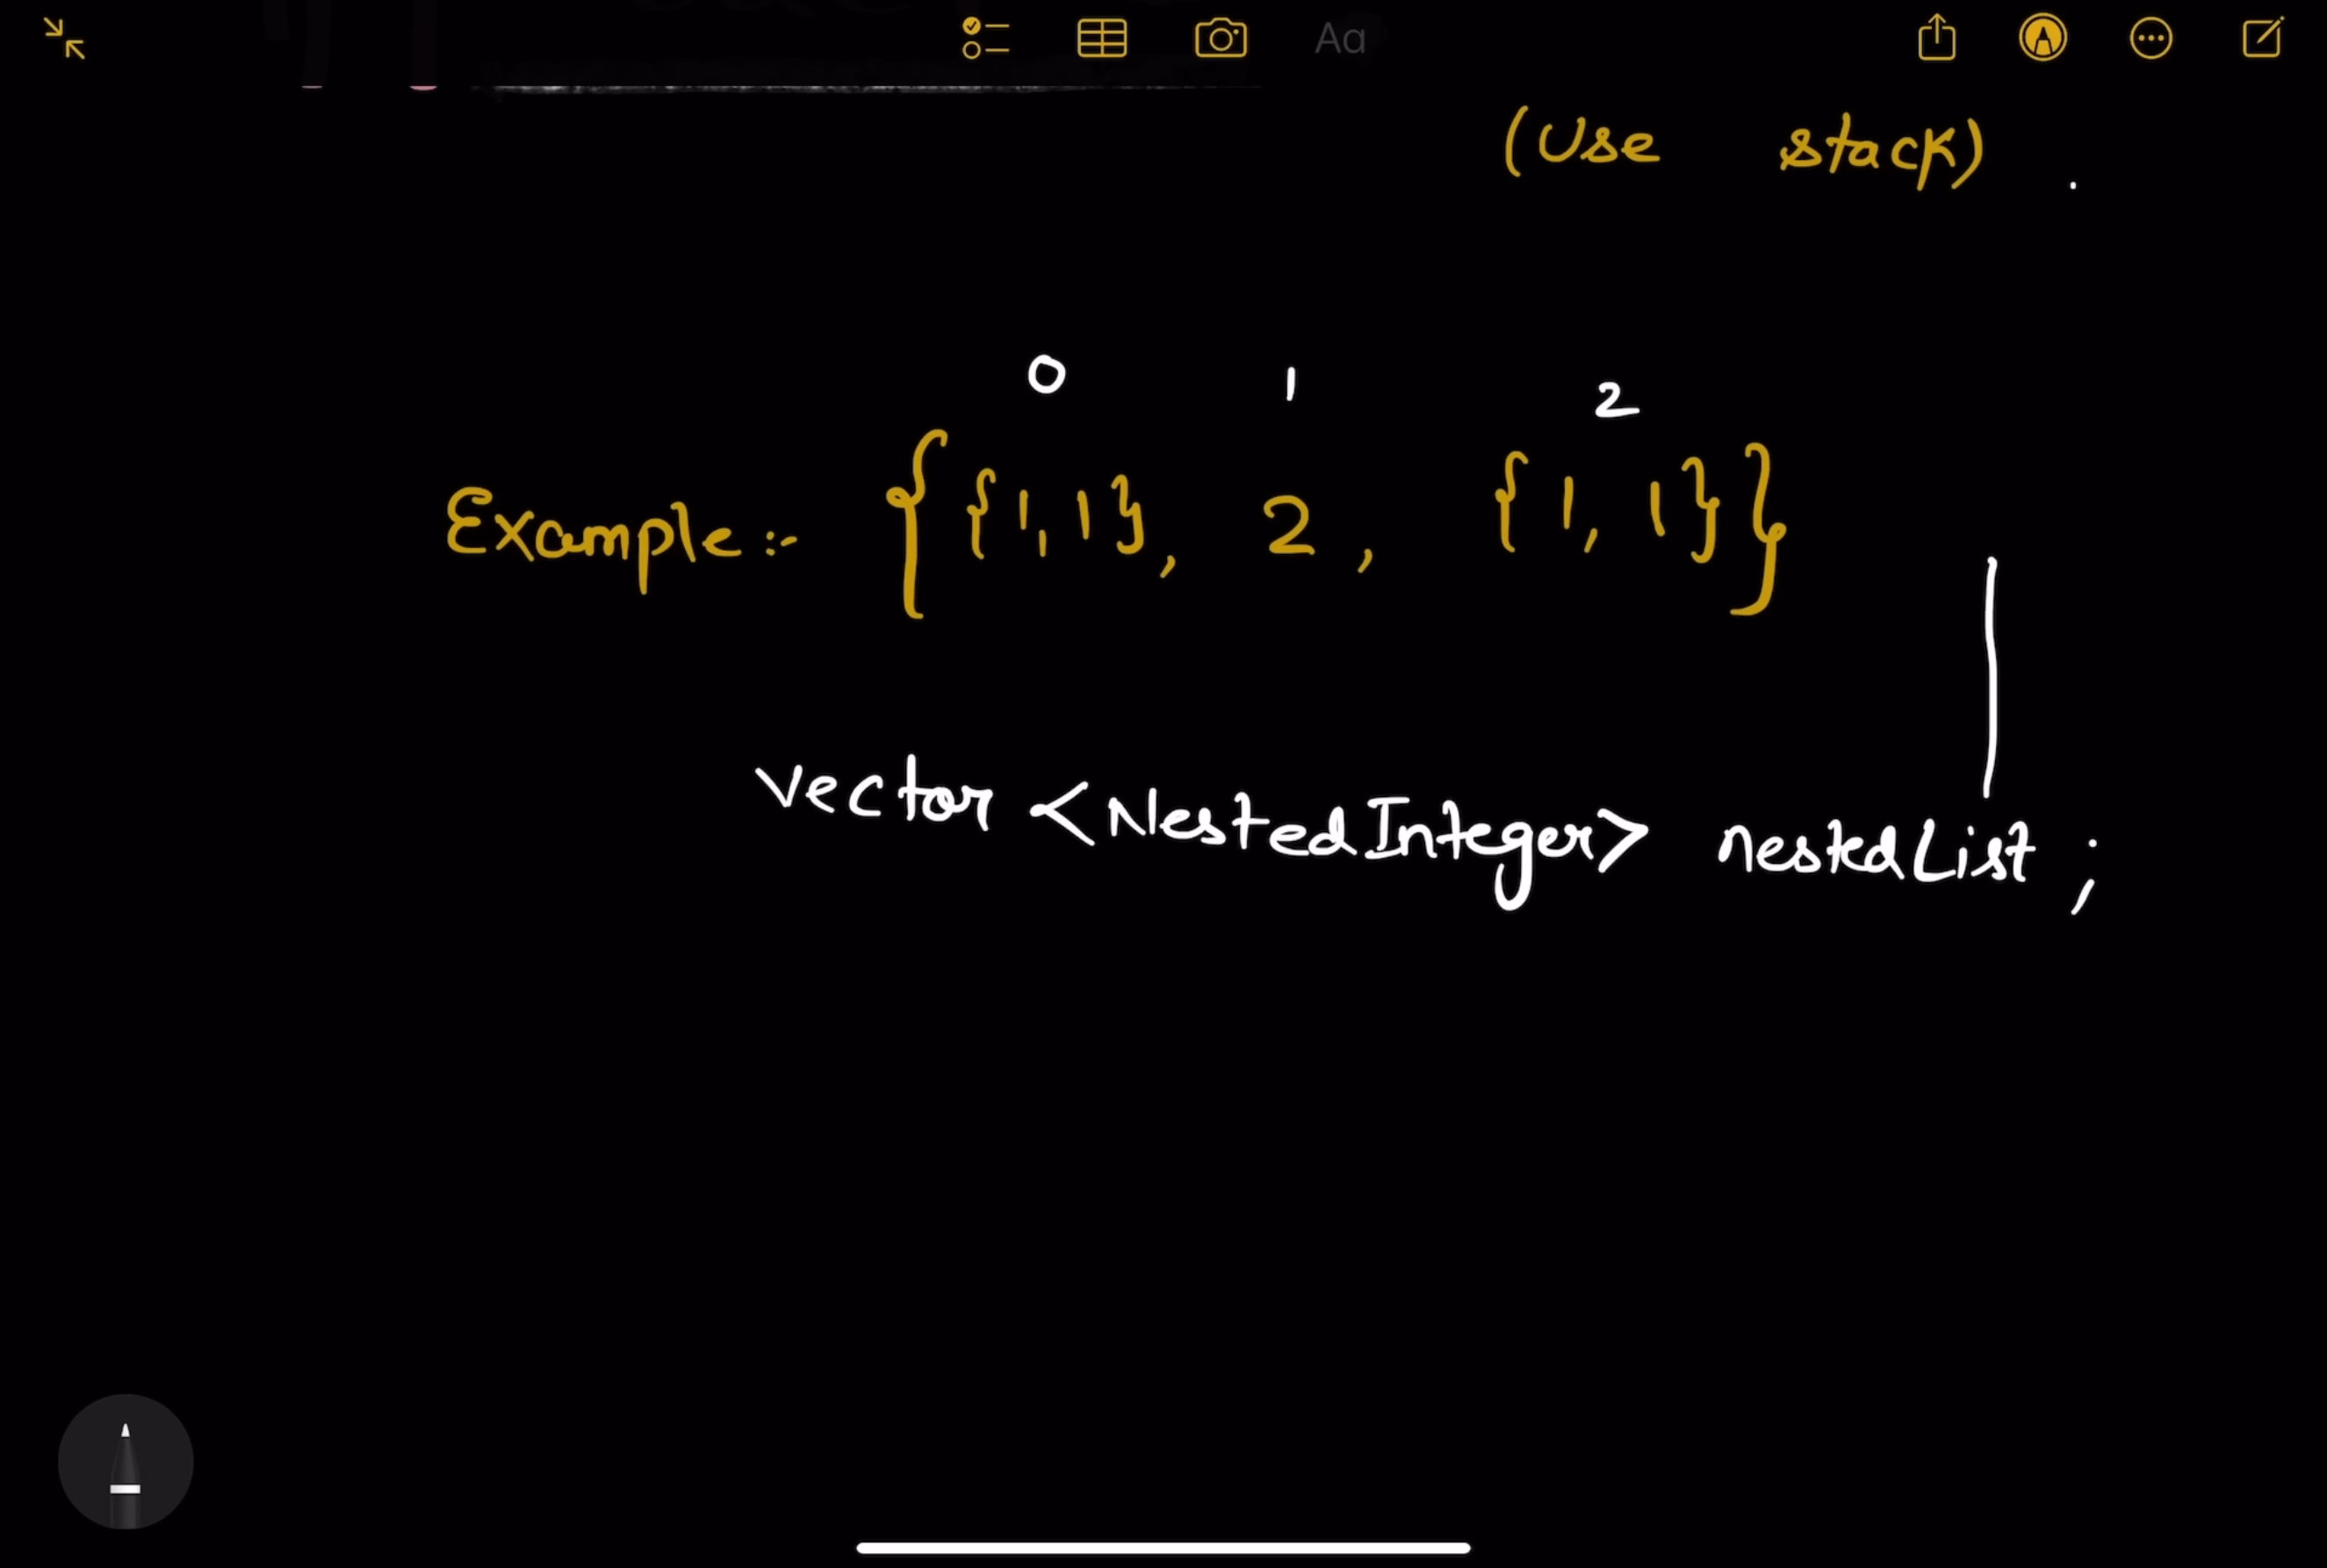 Aa
(Use stack) .
0 1 2
Example:- { {1,1}, 2, {1,1} }
vector <NestedInteger> nestedList ;